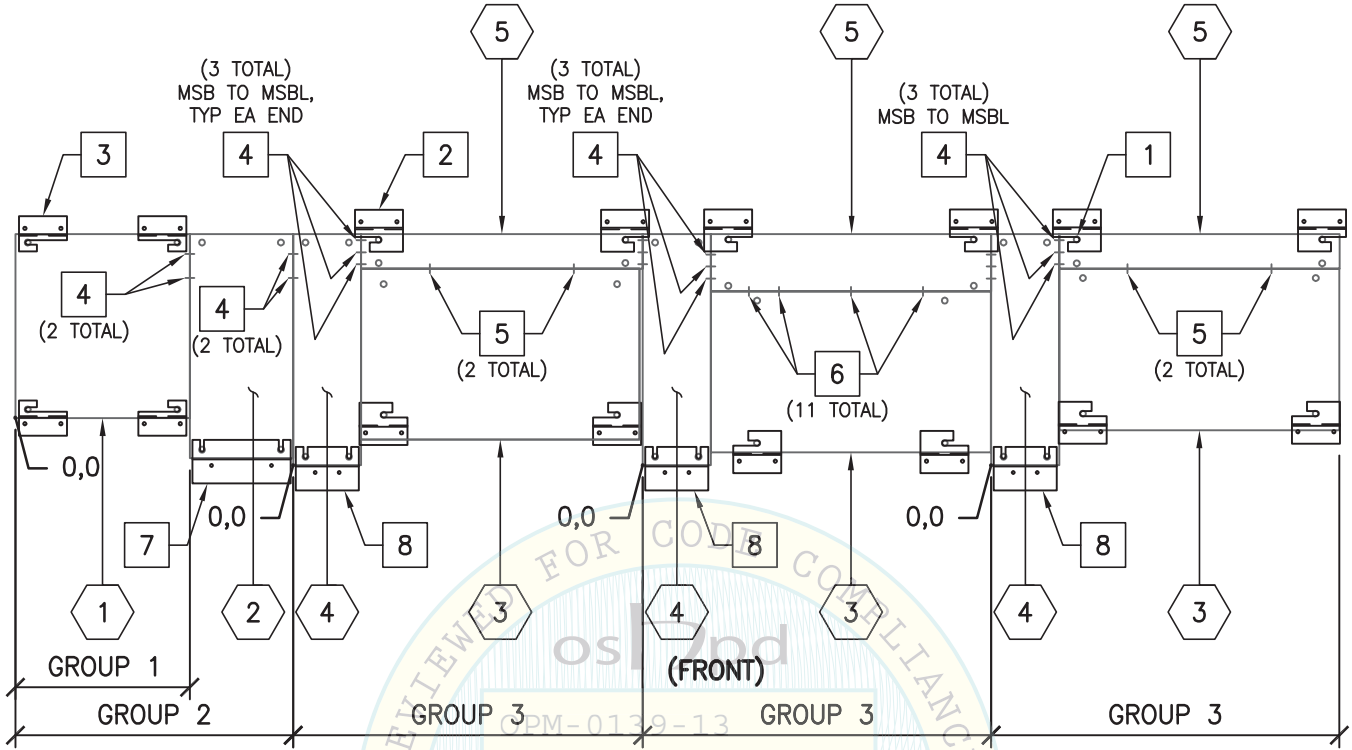 5
5
5
(3 TOTAL)
MSB TO MSBL,
TYP EA END
(3 TOTAL)
MSB TO MSBL,
TYP EA END
(3 TOTAL)
MSB TO MSBL
3
4
2
4
4
1
4
(2 TOTAL)
4
(2 TOTAL)
5
(2 TOTAL)
6
(11 TOTAL)
5
(2 TOTAL)
0,0
0,0
0,0
0,0
7
8
8
8
1
2
4
3
4
3
4
3
REVIEWED FOR CODE COMPLIANC
oshpd
(FRONT)
GROUP 1
GROUP 2
GROUP 3
GROUP 3
GROUP 3
OPM-0139-13